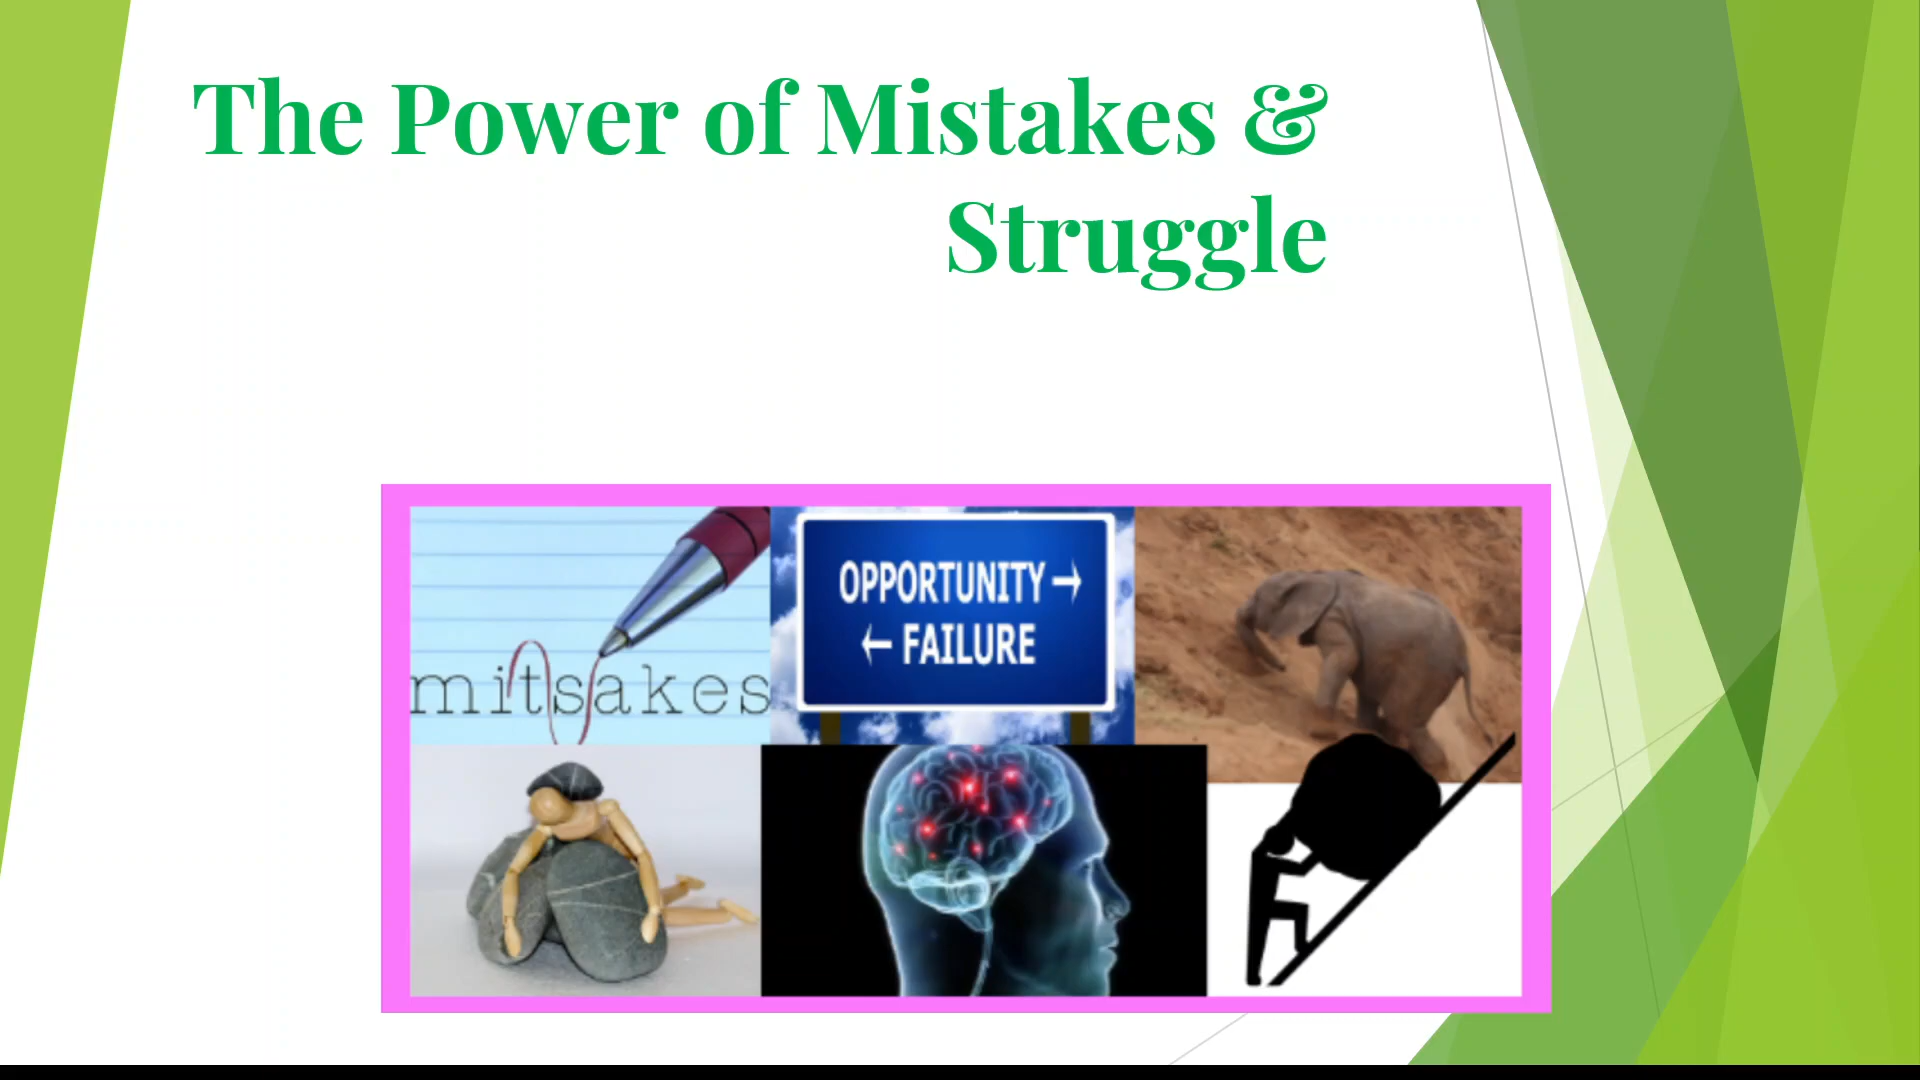 The Power of Mistakes &
Struggle
mitsakes
OPPORTUNITY →
← FAILURE